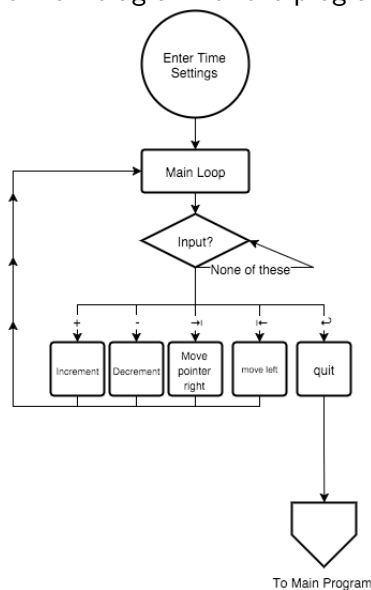 Enter Time
Settings
Main Loop
Input?
None of these
+ - →| |← ↵
Increment Decrement Move pointer right move left quit
To Main Program